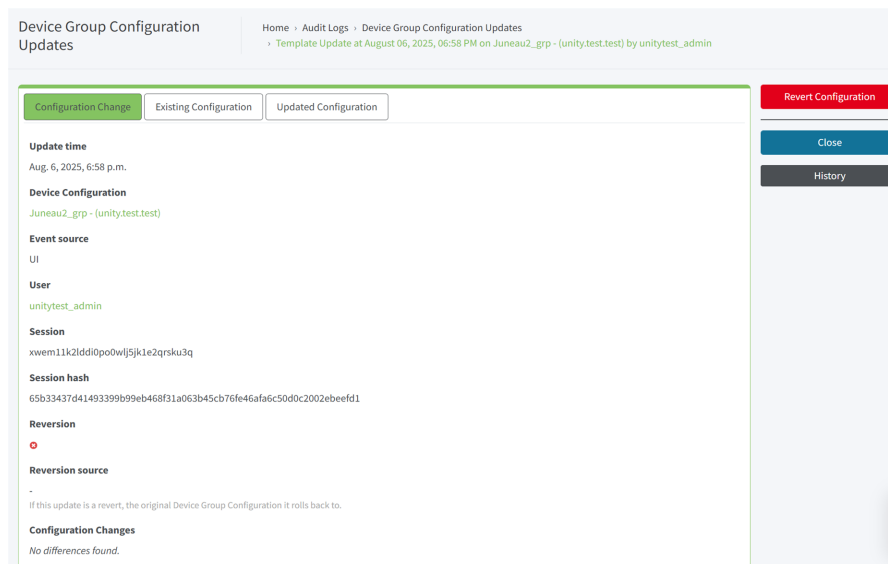 Device Group Configuration
Updates
Home › Audit Logs › Device Group Configuration Updates
› Template Update at August 06, 2025, 06:58 PM on Juneau2_grp - (unity.test.test) by unitytest_admin
Configuration Change
Existing Configuration
Updated Configuration
Update time
Aug. 6, 2025, 6:58 p.m.
Device Configuration
Juneau2_grp - (unity.test.test)
Event source
UI
User
unitytest_admin
Session
xwem11k2lddi0po0wlj5jk1e2qrsku3q
Session hash
65b33437d41493399b99eb468f31a063b45cb76fe46afa6c50d0c2002ebeefd1
Reversion
Reversion source
-
If this update is a revert, the original Device Group Configuration it rolls back to.
Configuration Changes
No differences found.
Revert Configuration
Close
History